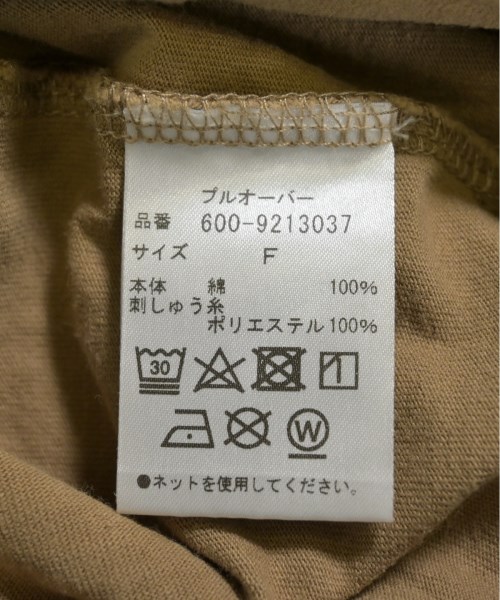 プルオーバー
品番 600-9213037
サイズ F
本体 綿 100%
刺しゅう糸
ポリエステル 100%
30
W
●ネットを使用してください。